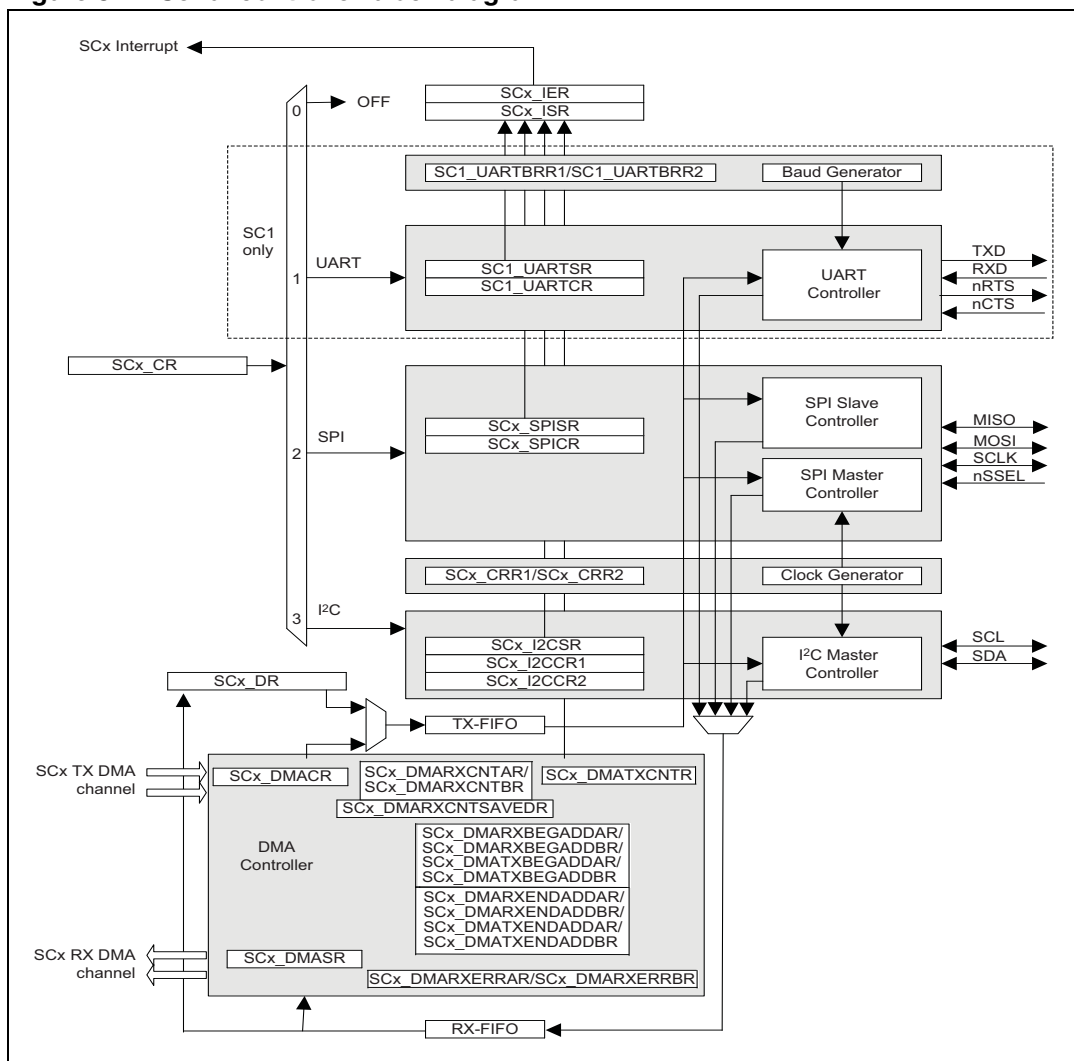 SCx Interrupt
SCx_IER
SCx_ISR
0
OFF
SC1_UARTBRR1/SC1_UARTBRR2
Baud Generator
SC1
only
1
UART
SC1_UARTSR
SC1_UARTCR
UART
Controller
TXD
RXD
nRTS
nCTS
SCx_CR
2
SPI
SCx_SPISR
SCx_SPICR
SPI Slave
Controller
SPI Master
Controller
MISO
MOSI
SCLK
nSSEL
SCx_CRR1/SCx_CRR2
Clock Generator
3
I²C
SCx_I2CSR
SCx_I2CCR1
SCx_I2CCR2
I²C Master
Controller
SCL
SDA
SCx_DR
TX-FIFO
SCx TX DMA
channel
SCx_DMACR
SCx_DMARXCNTAR/
SCx_DMARXCNTBR
SCx_DMATXCNTR
SCx_DMARXCNTSAVEDR
DMA
Controller
SCx_DMARXBEGADDAR/
SCx_DMARXBEGADDBR/
SCx_DMATXBEGADDAR/
SCx_DMATXBEGADDBR
SCx_DMARXENDADDAR/
SCx_DMARXENDADDBR/
SCx_DMATXENDADDAR/
SCx_DMATXENDADDBR
SCx RX DMA
channel
SCx_DMASR
SCx_DMARXERRAR/SCx_DMARXERRBR
RX-FIFO